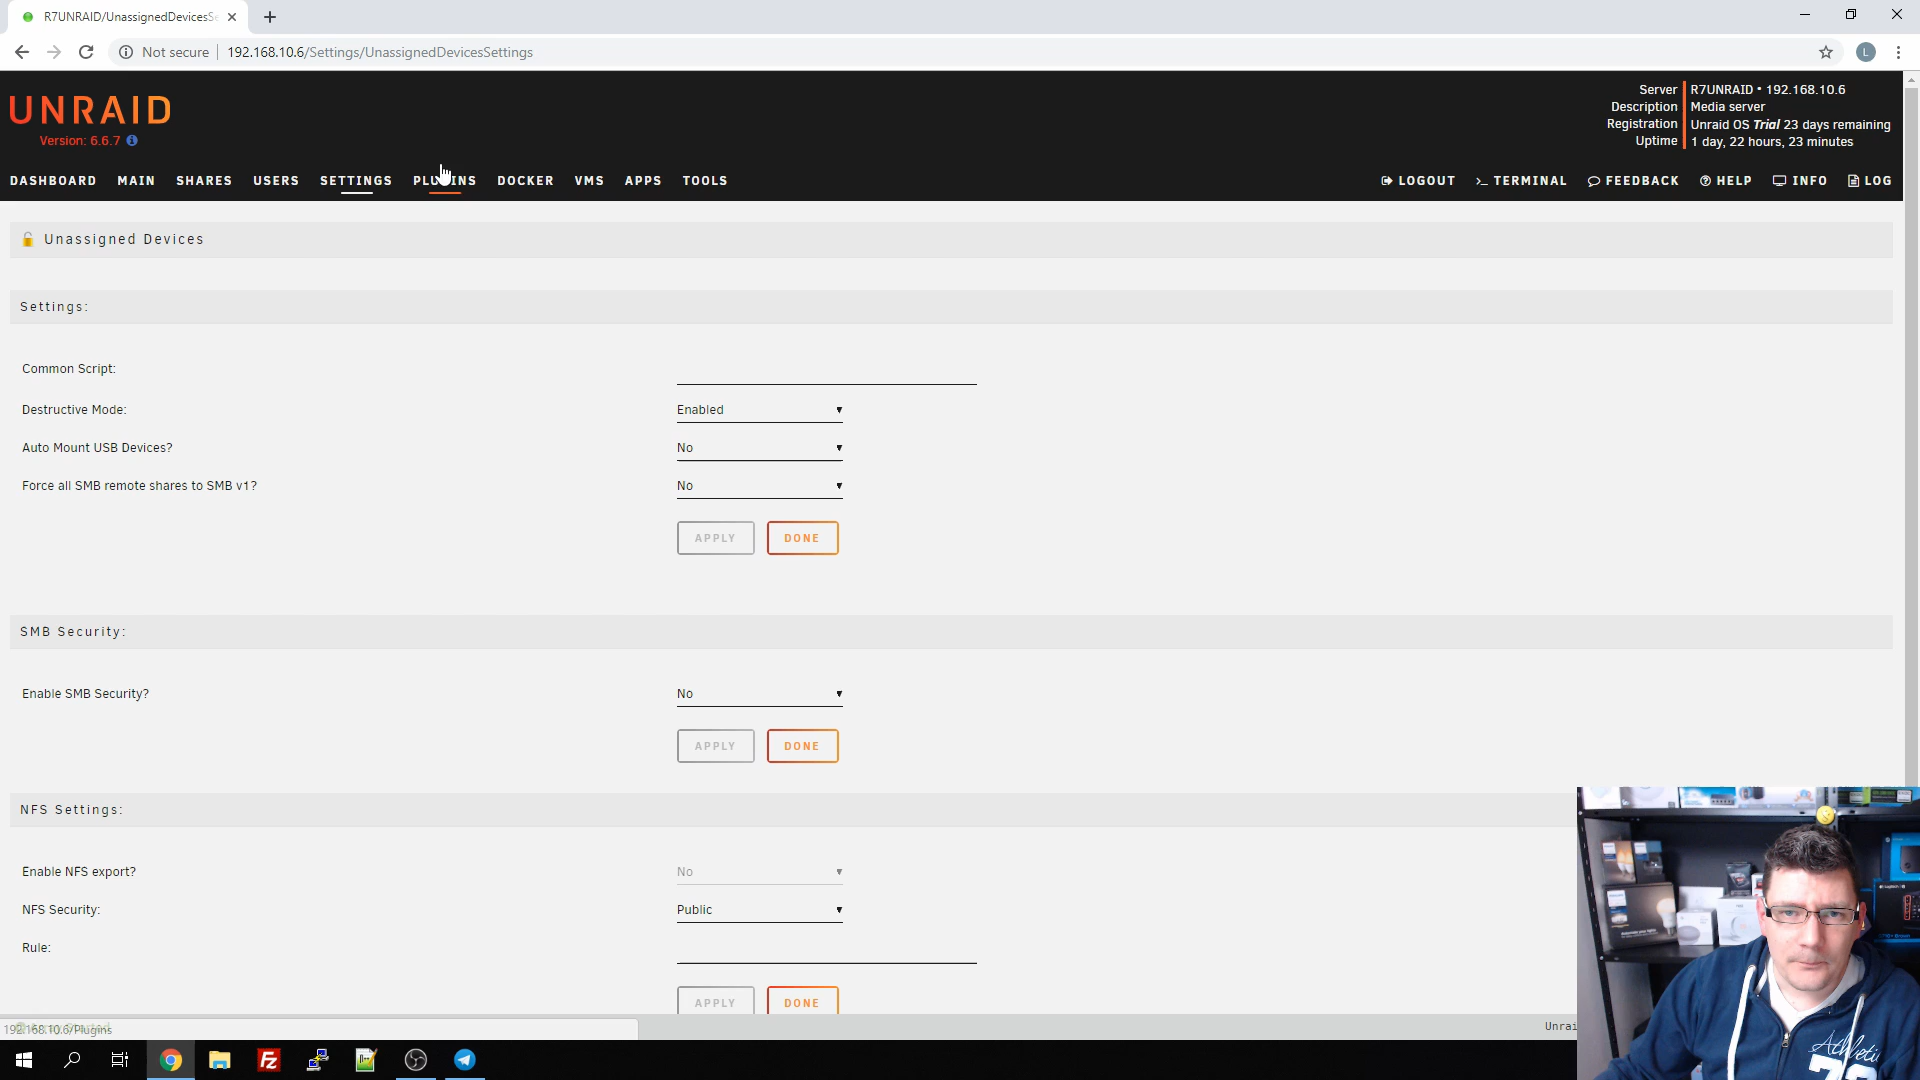 R7UNRAID/UnassignedDevicesSe
Not secure
192.168.10.6/Settings/UnassignedDevicesSettings
L
UNRAID
Version: 6.6.7
Server R7UNRAID • 192.168.10.6
Description Media server
Registration Unraid OS Trial 23 days remaining
Uptime 1 day, 22 hours, 23 minutes
DASHBOARD MAIN SHARES USERS SETTINGS PLUGINS DOCKER VMS APPS TOOLS LOGOUT TERMINAL FEEDBACK HELP INFO LOG
Unassigned Devices
Settings:
Common Script:
Destructive Mode: Enabled
Auto Mount USB Devices? No
Force all SMB remote shares to SMB v1? No
APPLY DONE
SMB Security:
Enable SMB Security? No
APPLY DONE
NFS Settings:
Enable NFS export? No
NFS Security: Public
Rule:
APPLY DONE
192.168.10.6/Plugins
Unrai
Fz
Athletic